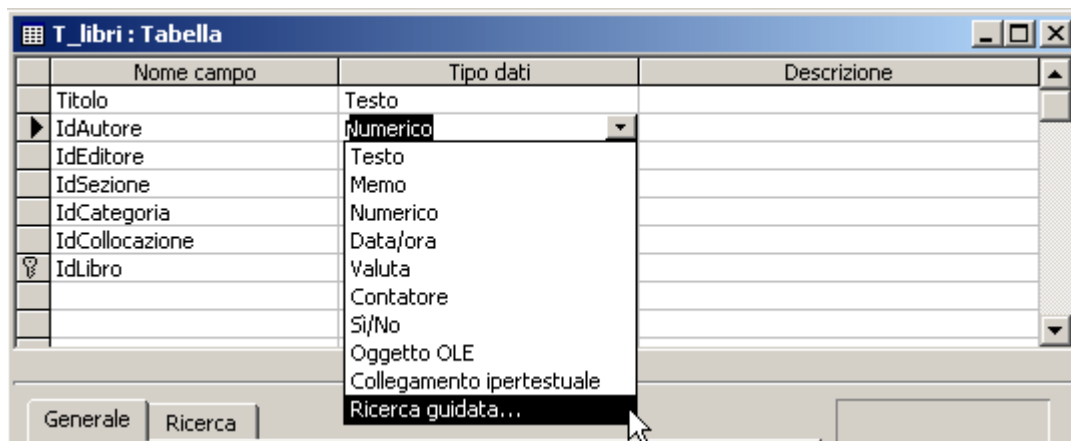 T_libri : Tabella
Nome campo Tipo dati Descrizione
Titolo Testo
IdAutore Numerico
IdEditore Testo
IdSezione Memo
IdCategoria Numerico
IdCollocazione Data/ora
IdLibro Valuta
Contatore
Sì/No
Oggetto OLE
Collegamento ipertestuale
Ricerca guidata...
Generale Ricerca